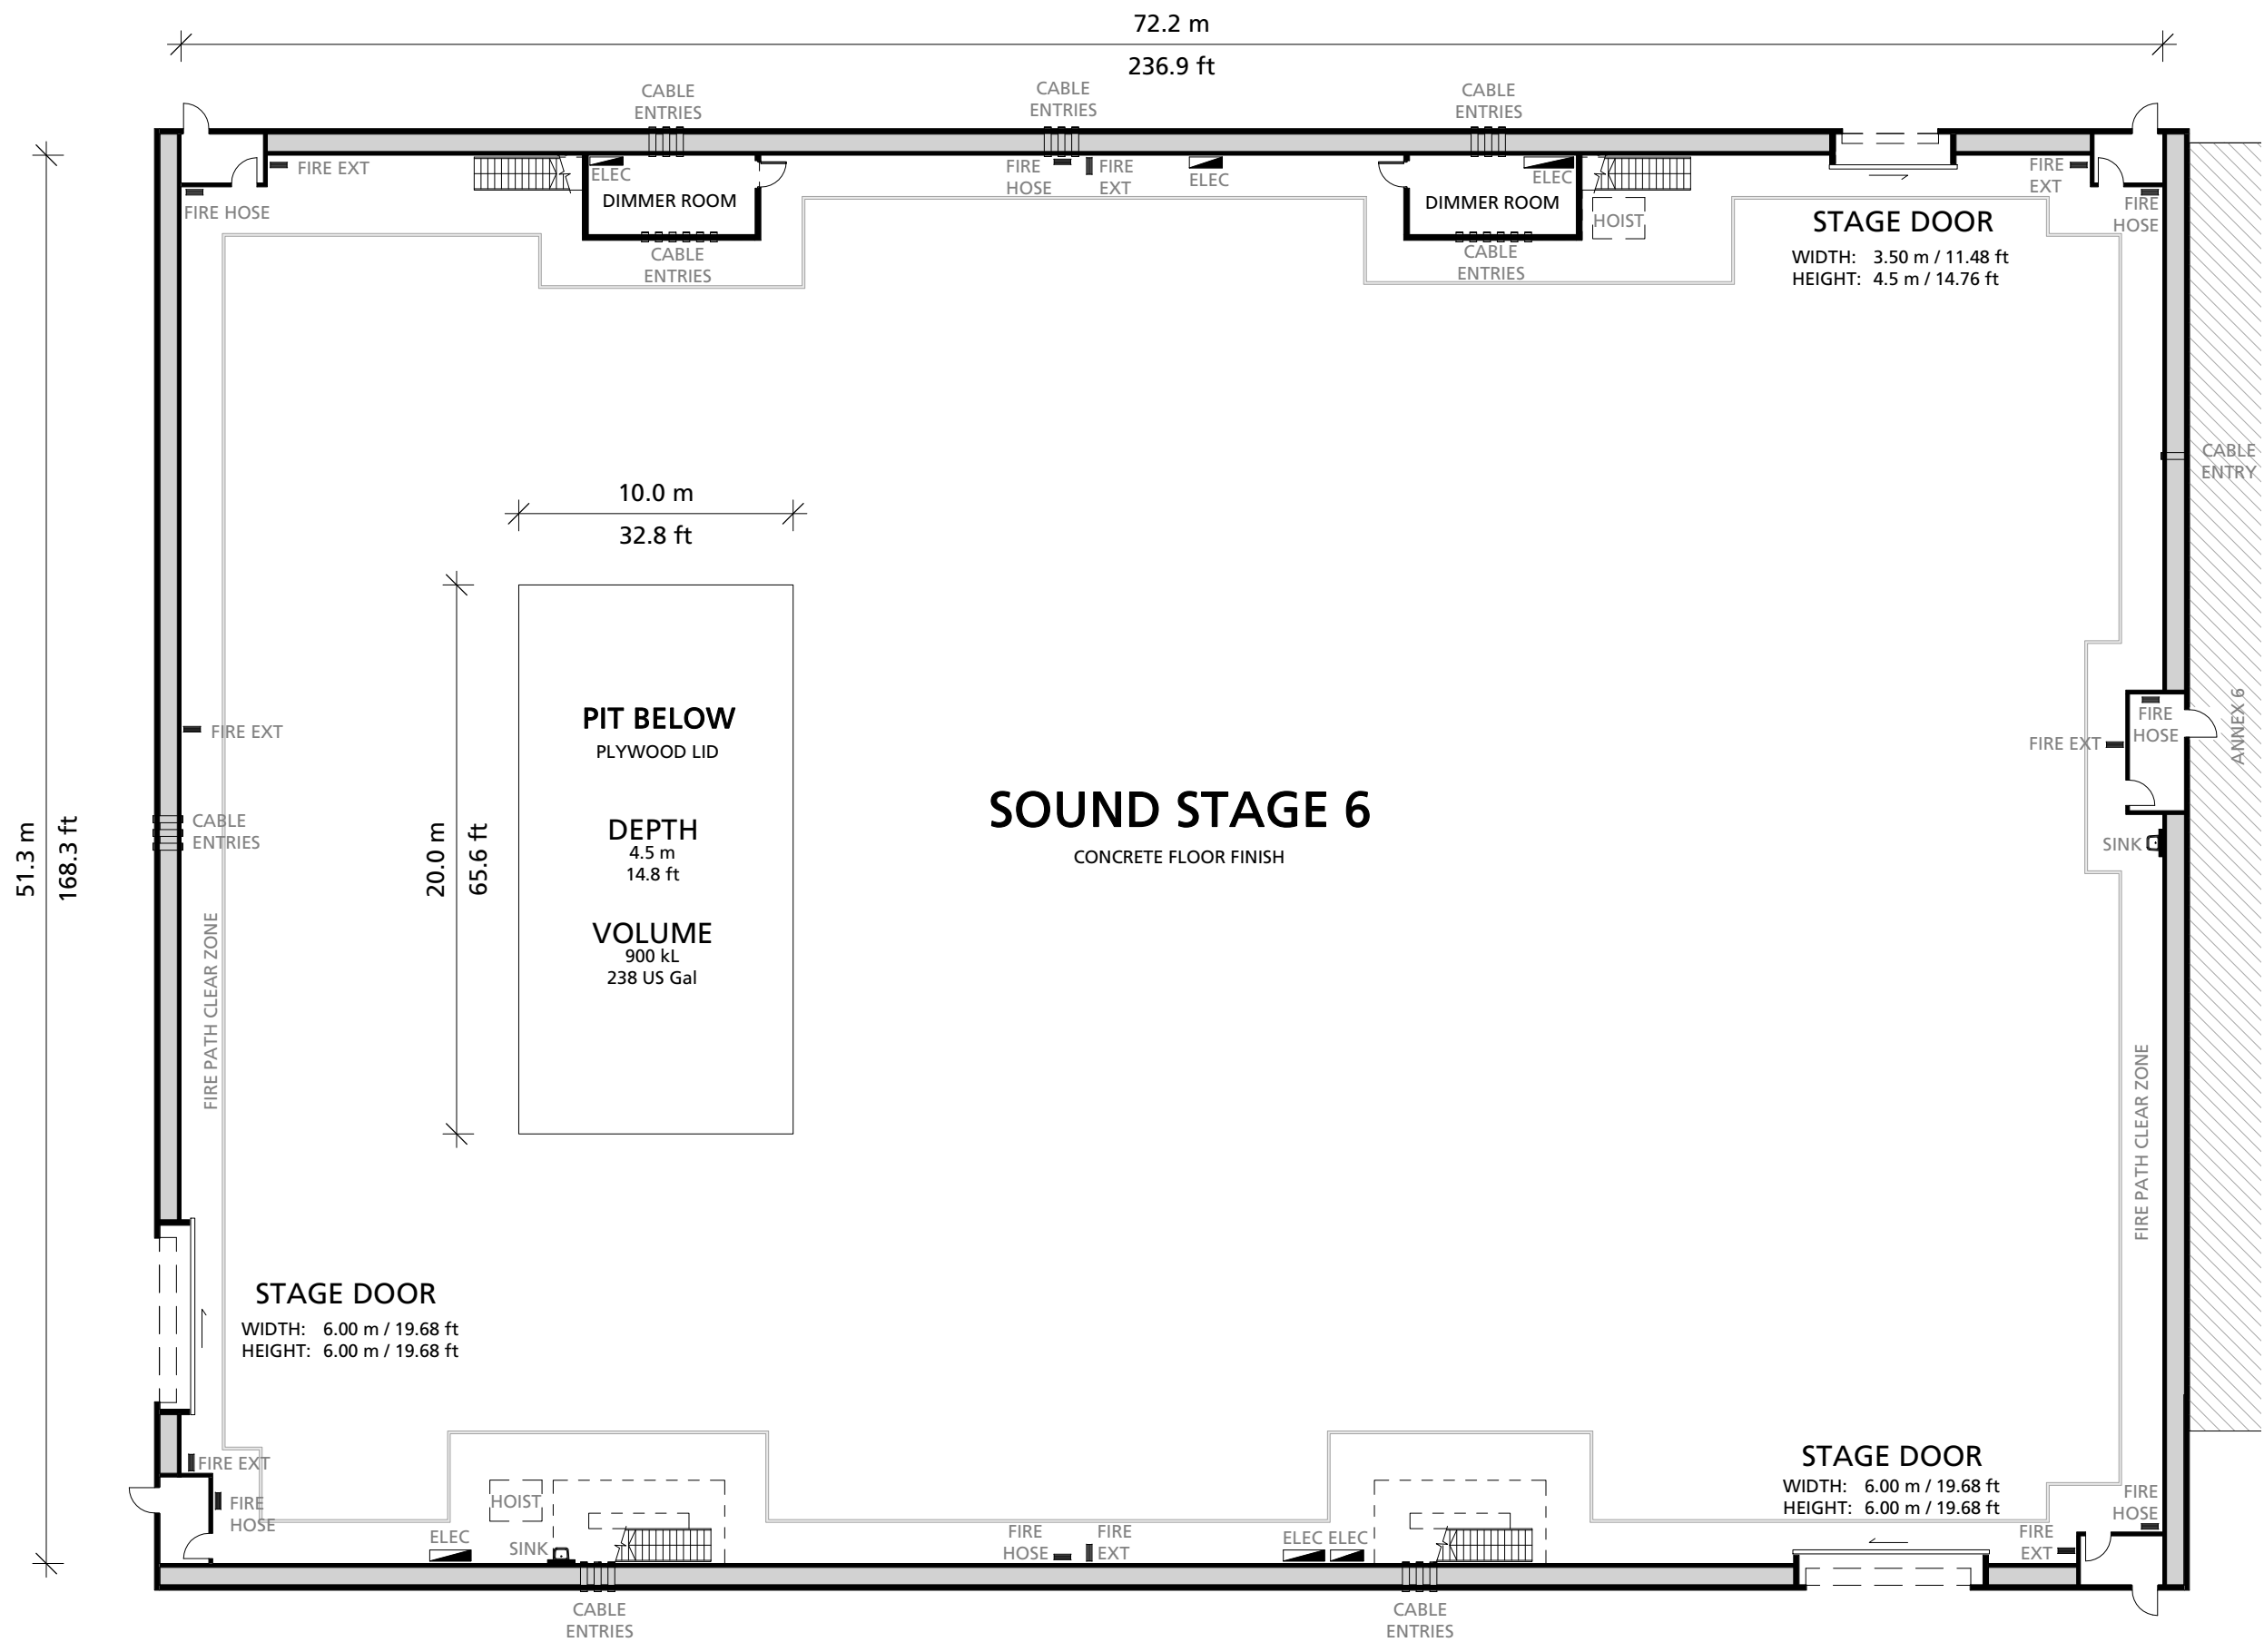 72.2 m
236.9 ft
CABLE
ENTRIES
CABLE
ENTRIES
CABLE
ENTRIES
FIRE EXT
FIRE HOSE
ELEC
DIMMER ROOM
CABLE
ENTRIES
FIRE
HOSE
FIRE
EXT
ELEC
ELEC
DIMMER ROOM
CABLE
ENTRIES
HOIST
STAGE DOOR
WIDTH: 3.50 m / 11.48 ft
HEIGHT: 4.5 m / 14.76 ft
FIRE
EXT
FIRE
HOSE
CABLE
ENTRY
ANNEX 6
10.0 m
32.8 ft
51.3 m
168.3 ft
FIRE EXT
CABLE
ENTRIES
FIRE PATH CLEAR ZONE
20.0 m
65.6 ft
PIT BELOW
PLYWOOD LID
DEPTH
4.5 m
14.8 ft
VOLUME
900 kL
238 US Gal
SOUND STAGE 6
CONCRETE FLOOR FINISH
FIRE EXT
FIRE
HOSE
SINK
FIRE PATH CLEAR ZONE
STAGE DOOR
WIDTH: 6.00 m / 19.68 ft
HEIGHT: 6.00 m / 19.68 ft
FIRE EXT
FIRE
HOSE
ELEC
HOIST
SINK
CABLE
ENTRIES
FIRE
HOSE
FIRE
EXT
ELEC ELEC
CABLE
ENTRIES
STAGE DOOR
WIDTH: 6.00 m / 19.68 ft
HEIGHT: 6.00 m / 19.68 ft
FIRE
EXT
FIRE
HOSE